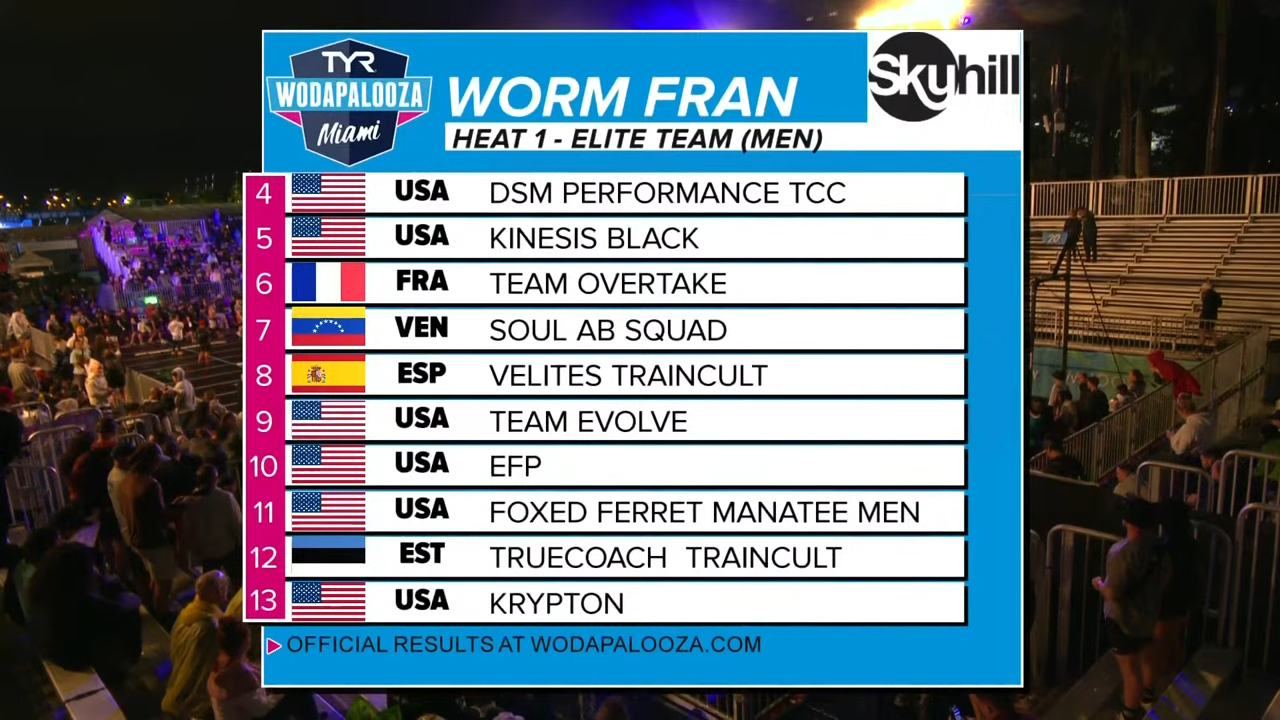 TYR
WODAPALOOZA
Miami
WORM FRAN
Skyhill
HEAT 1 - ELITE TEAM (MEN)
4 USA DSM PERFORMANCE TCC
5 USA KINESIS BLACK
6 FRA TEAM OVERTAKE
7 VEN SOUL AB SQUAD
8 ESP VELITES TRAINCULT
9 USA TEAM EVOLVE
10 USA EFP
11 USA FOXED FERRET MANATEE MEN
12 EST TRUECOACH TRAINCULT
13 USA KRYPTON
OFFICIAL RESULTS AT WODAPALOOZA.COM
20